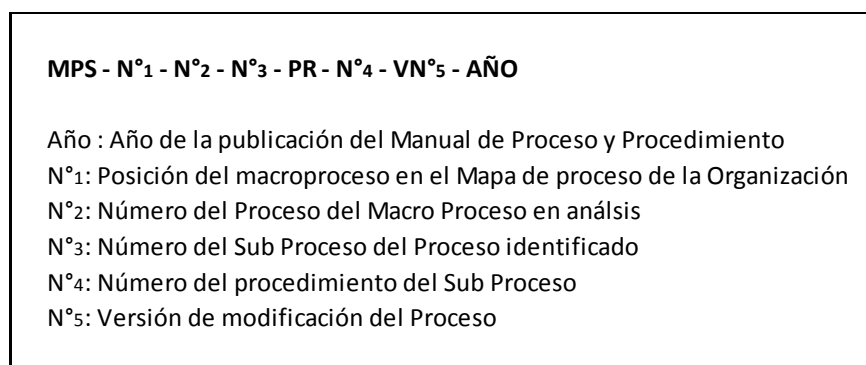 MPS - N°1 - N°2 - N°3 - PR - N°4 - VN°5 - AÑO
Año : Año de la publicación del Manual de Proceso y Procedimiento
N°1: Posición del macroproceso en el Mapa de proceso de la Organización
N°2: Número del Proceso del Macro Proceso en análsis
N°3: Número del Sub Proceso del Proceso identificado
N°4: Número del procedimiento del Sub Proceso
N°5: Versión de modificación del Proceso